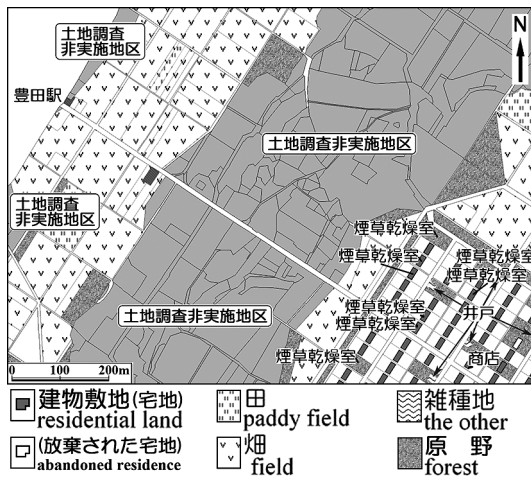 土地調査
非実施地区
N
豊田駅
土地調査非実施地区
土地調査
非実施地区
煙草乾燥室
煙草乾燥室
煙草乾燥室
煙草乾燥室
煙草乾燥室
煙草乾燥室
井戸
土地調査非実施地区
煙草乾燥室
商店
0 100 200m
建物敷地(宅地)
residential land
田
paddy field
雑種地
the other
(放棄された宅地)
abandoned residence
畑
field
原野
forest